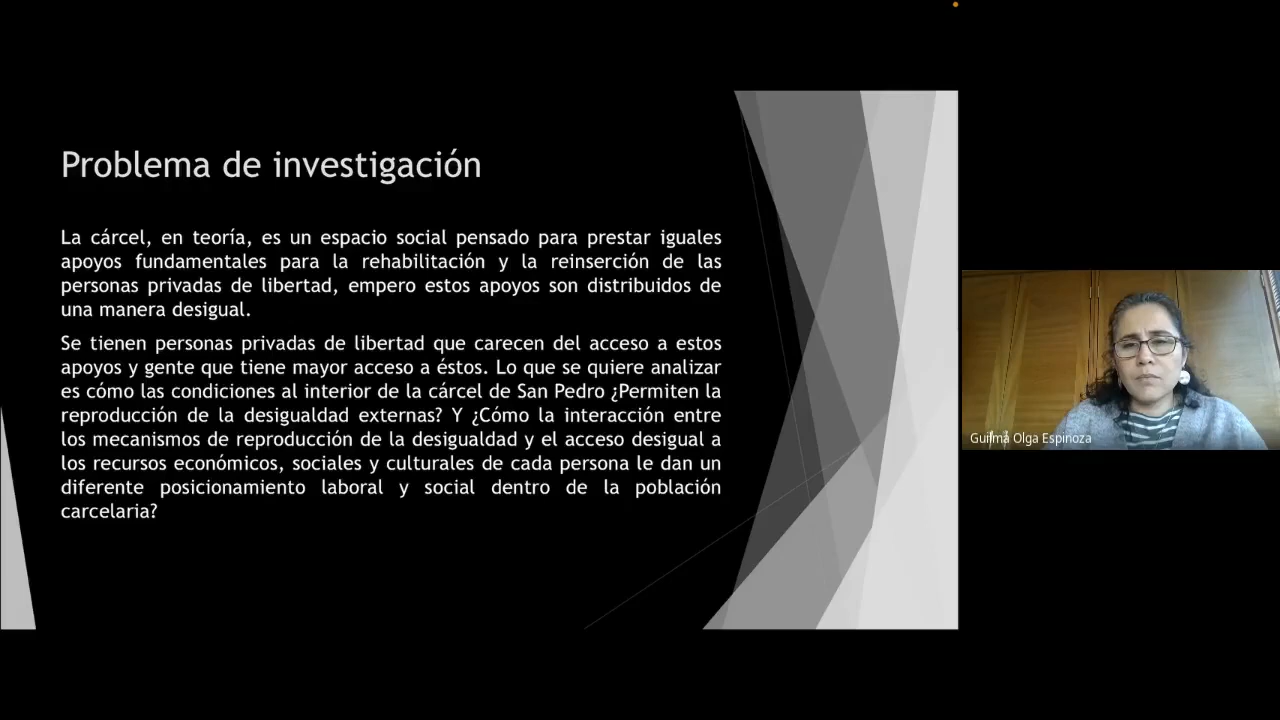 Problema de investigación
La cárcel, en teoría, es un espacio social pensado para prestar iguales
apoyos fundamentales para la rehabilitación y la reinserción de las
personas privadas de libertad, empero estos apoyos son distribuidos de
una manera desigual.
Se tienen personas privadas de libertad que carecen del acceso a estos
apoyos y gente que tiene mayor acceso a éstos. Lo que se quiere analizar
es cómo las condiciones al interior de la cárcel de San Pedro ¿Permiten la
reproducción de la desigualdad externas? Y ¿Cómo la interacción entre
los mecanismos de reproducción de la desigualdad y el acceso desigual a
los recursos económicos, sociales y culturales de cada persona le dan un
diferente posicionamiento laboral y social dentro de la población
carcelaria?
Guilma Olga Espinoza